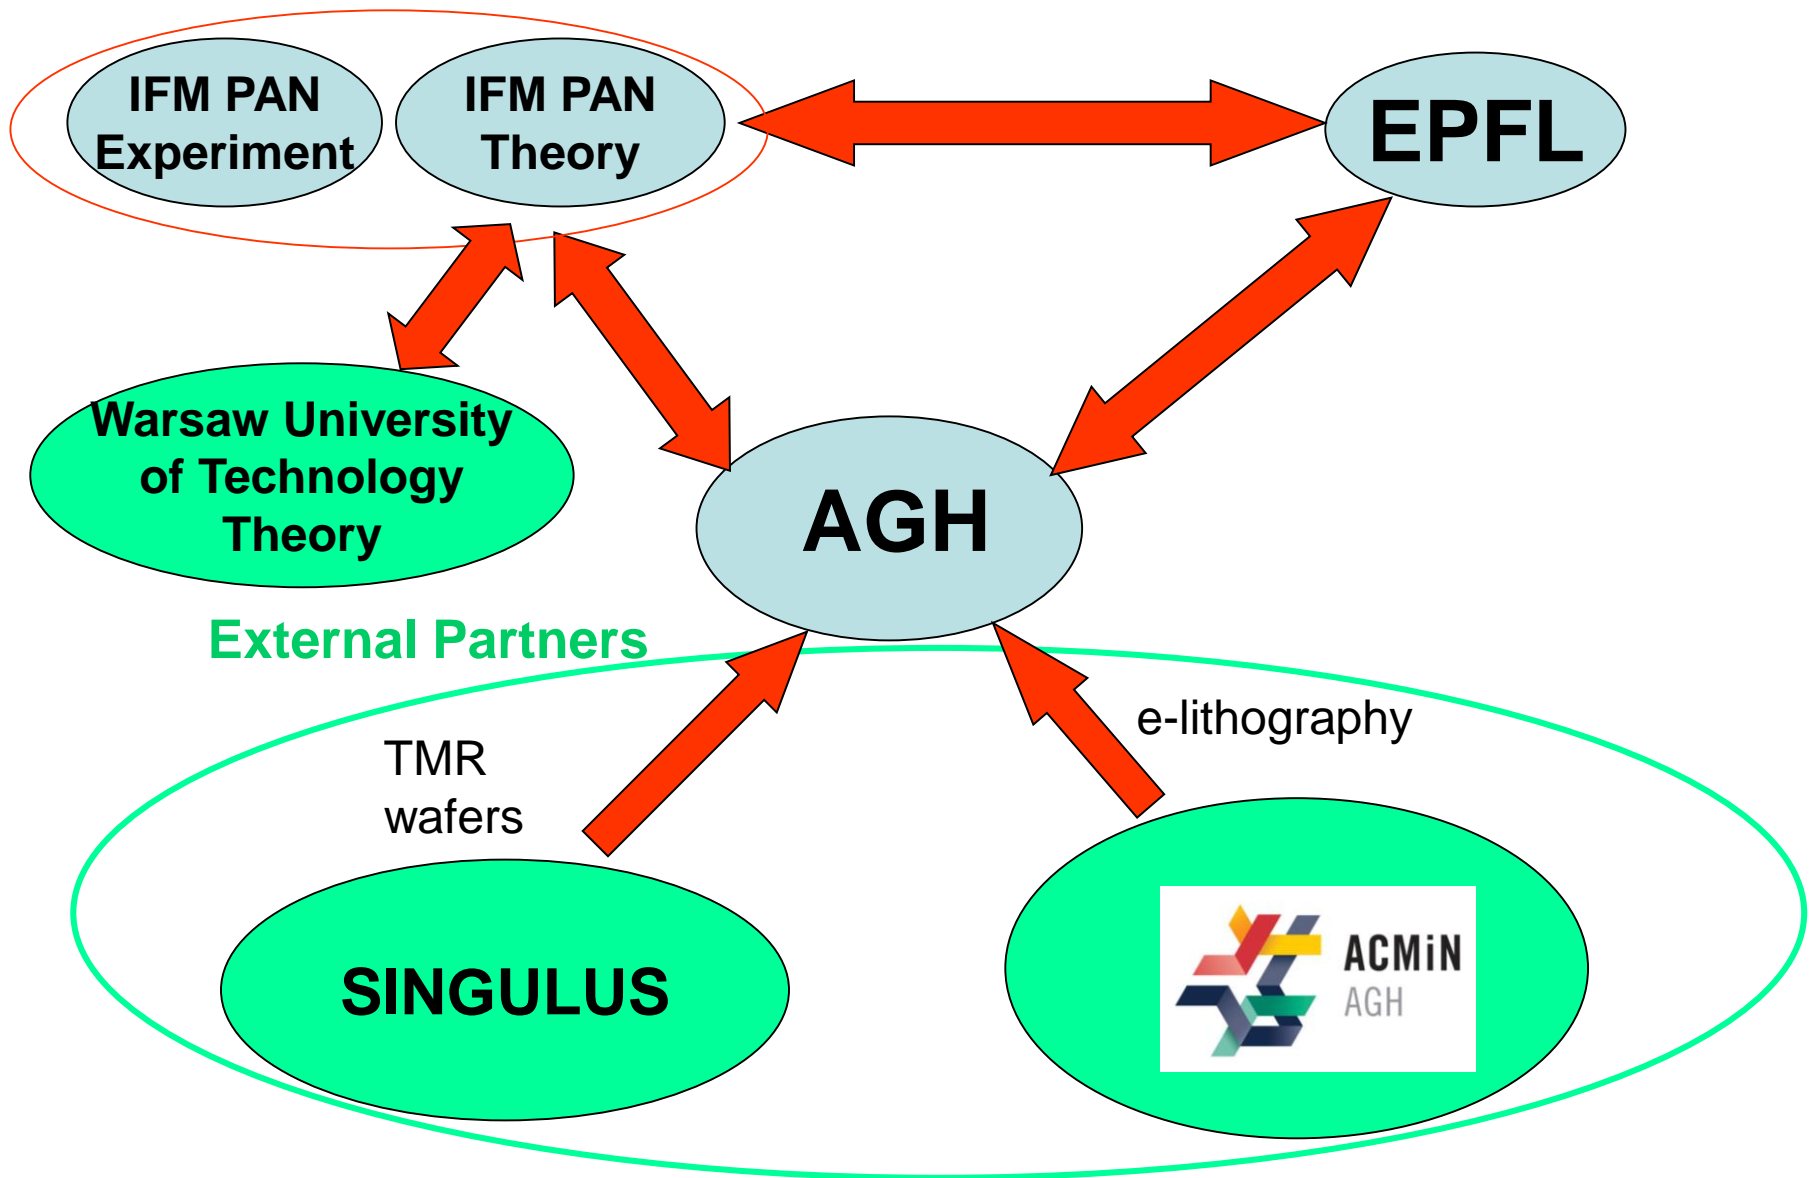 IFM PAN
Experiment
IFM PAN
Theory
EPFL
Warsaw University
of Technology
Theory
AGH
External Partners
TMR
wafers
e-lithography
SINGULUS
ACMiN
AGH